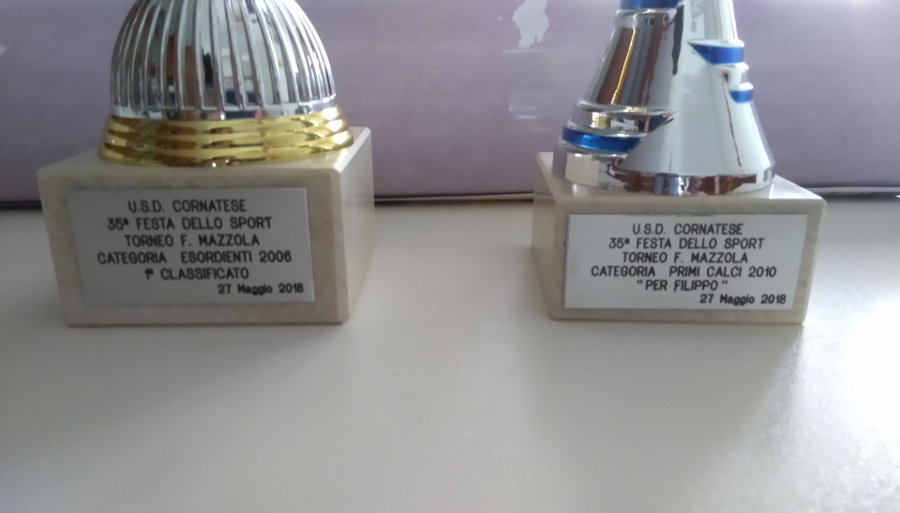 U.S.D. CORNATESE
35ª FESTA DELLO SPORT
TORNEO F. MAZZOLA
CATEGORIA ESORDIENTI 2006
1ª CLASSIFICATO
27 Maggio 2018
U.S.D. CORNATESE
35ª FESTA DELLO SPORT
TORNEO F. MAZZOLA
CATEGORIA PRIMI CALCI 2010
"PER FILIPPO"
27 Maggio 2018